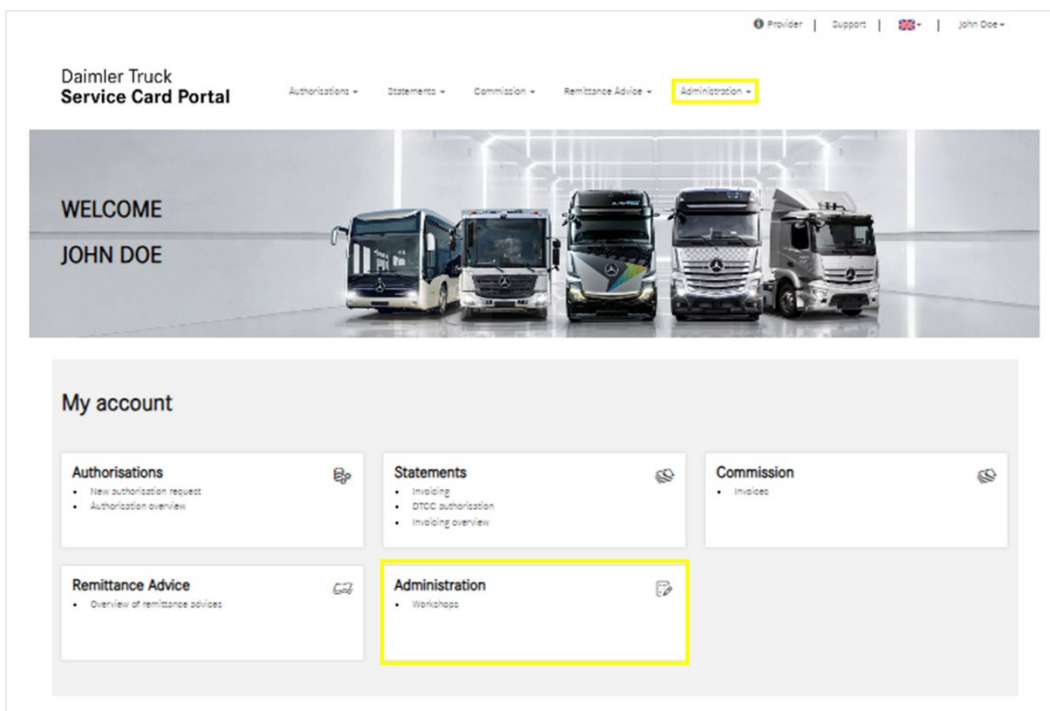 Provider | Support | | John Doe
Daimler Truck
Service Card Portal
Authorisations Statements Commission Remittance Advice Administration
WELCOME
JOHN DOE
My account
Authorisations
• New authorisation request
• Authorisation overview
Statements
• Invoicing
• DTCC authorisation
• Invoicing overview
Commission
• Invoices
Remittance Advice
• Overview of remittance advices
Administration
• Workshops